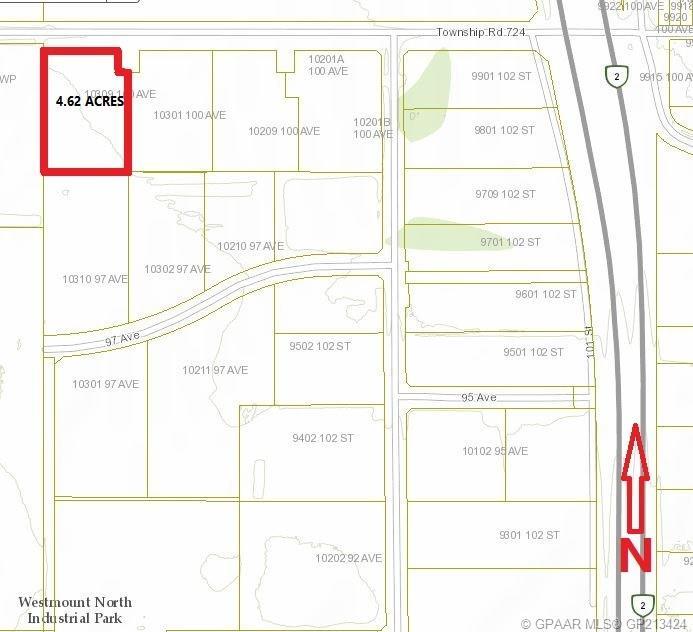 9922 100 AVE
9918
9920
Township Rd 724
100 AVE
10201A
100 AVE
2
WP
9901 102 ST
9915 100 AVE
10309 100 AVE
4.62 ACRES
10301 100 AVE
10201B
100 AVE
10209 100 AVE
9801 102 ST
9709 102 ST
10210 97 AVE
9701 102 ST
10302 97 AVE
10310 97 AVE
9601 102 ST
97 Ave
9502 102 ST
101 St
9501 102 ST
10211 97 AVE
10301 97 AVE
95 Ave
9402 102 ST
10102 95 AVE
9301 102 ST
N
10202 92 AVE
Westmount North
Industrial Park
2
© GPAAR MLS® GP213424